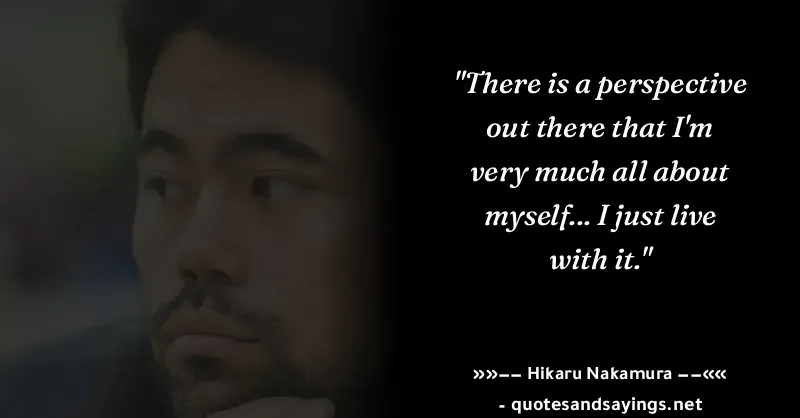 "There is a perspective
out there that I'm
very much all about
myself... I just live
with it."
»»−− Hikaru Nakamura −−««
- quotesandsayings.net